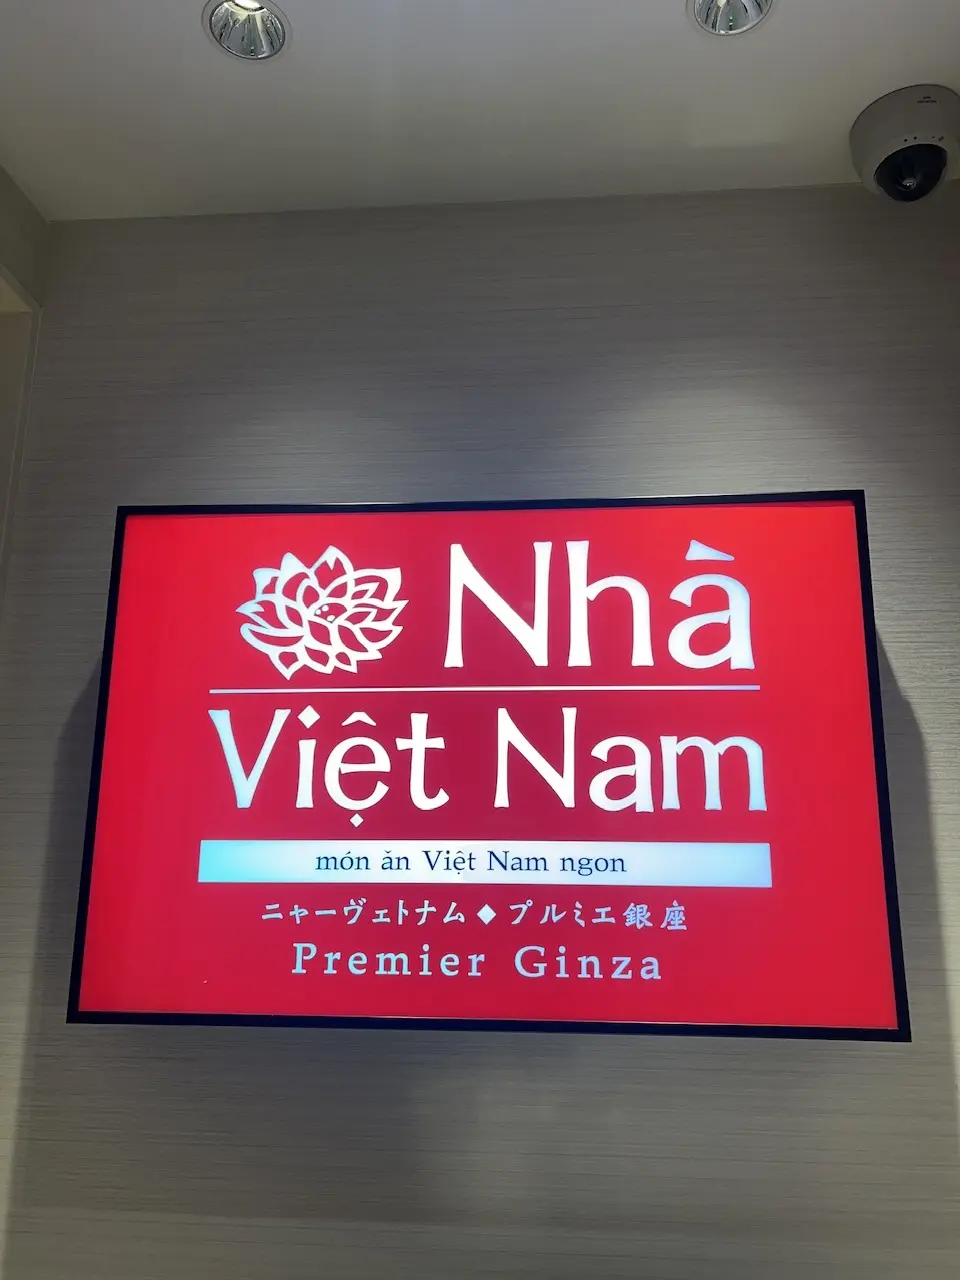 Nhà
Việt Nam
món ăn Việt Nam ngon
ニャーヴェトナム◆プルミエ銀座
Premier Ginza